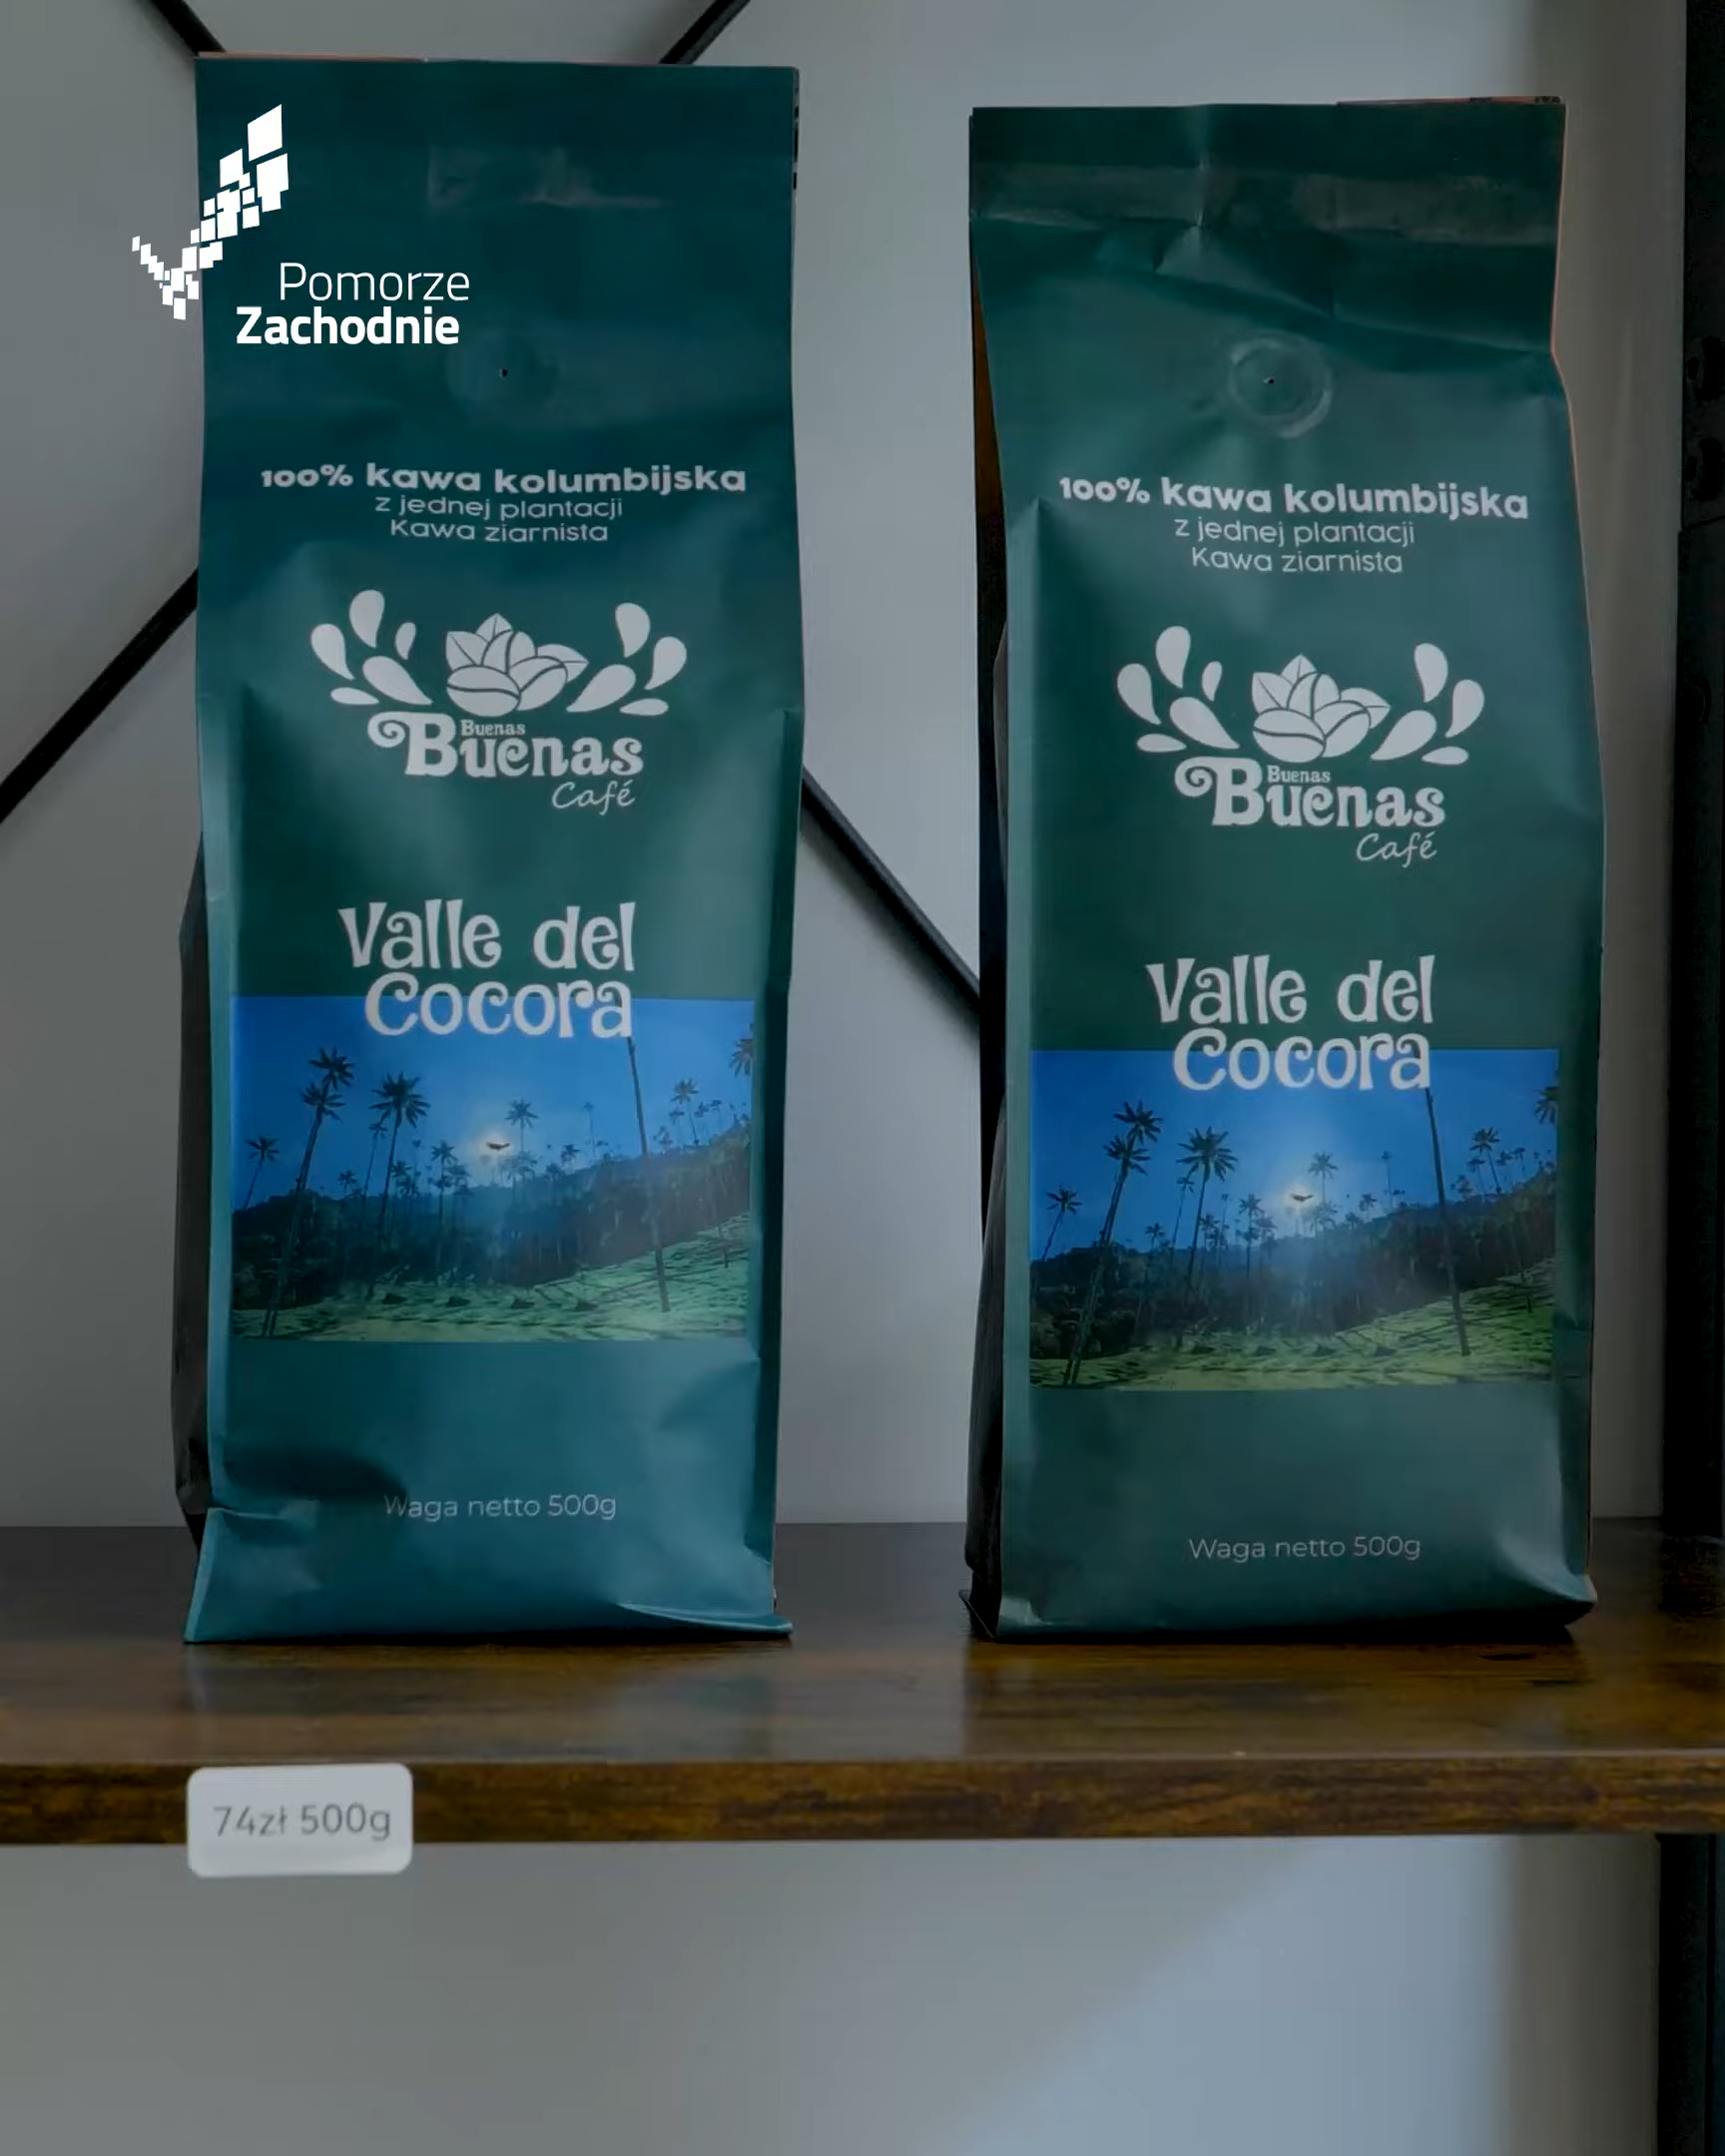 Pomorze
Zachodnie
100% kawa kolumbijska
z jednej plantacji
Kawa ziarnista
Buenas
Buenas
Café
Valle del
Cocora
Waga netto 500g
100% kawa kolumbijska
z jednej plantacji
Kawa ziarnista
Buenas
Buenas
Café
Valle del
Cocora
Waga netto 500g
74zł 500g